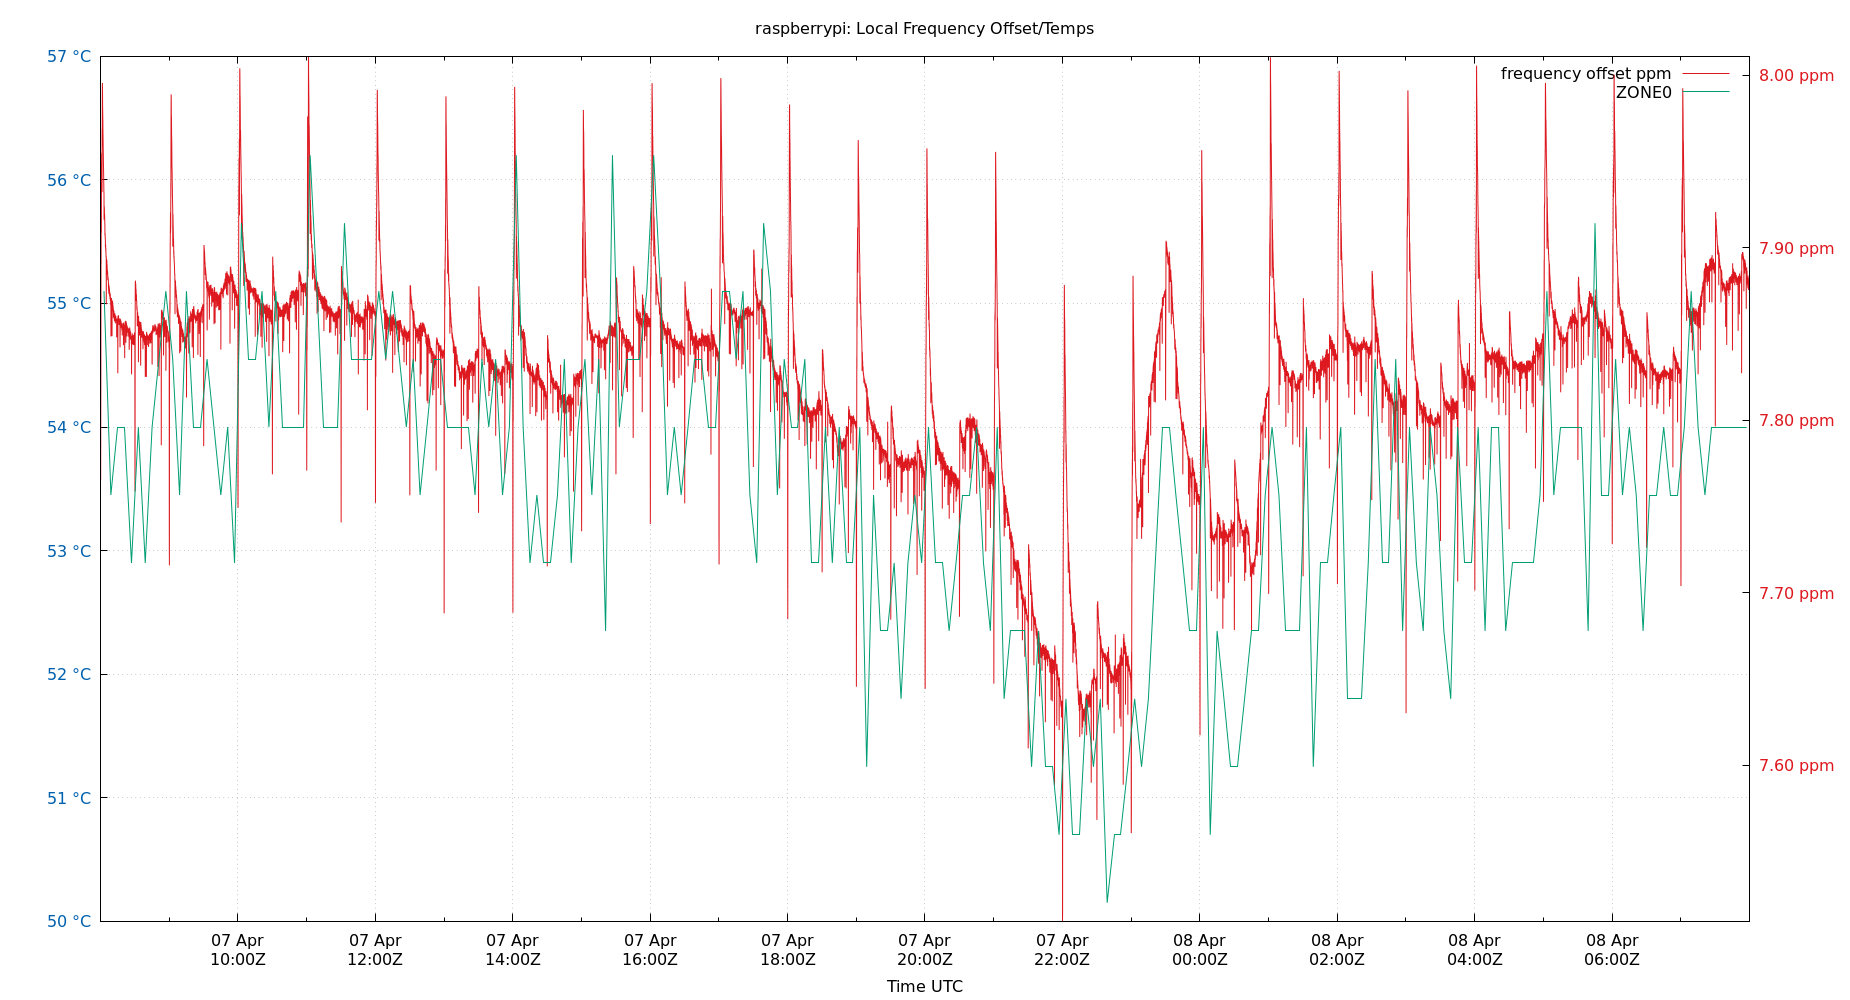 raspberrypi: Local Frequency Offset/Temps
57 °C
56 °C
55 °C
54 °C
53 °C
52 °C
51 °C
50 °C
frequency offset ppm
ZONE0
8.00 ppm
7.90 ppm
7.80 ppm
7.70 ppm
7.60 ppm
07 Apr 07 Apr 07 Apr 07 Apr 07 Apr 07 Apr 07 Apr 08 Apr 08 Apr 08 Apr 08 Apr
10:00Z 12:00Z 14:00Z 16:00Z 18:00Z 20:00Z 22:00Z 00:00Z 02:00Z 04:00Z 06:00Z
Time UTC